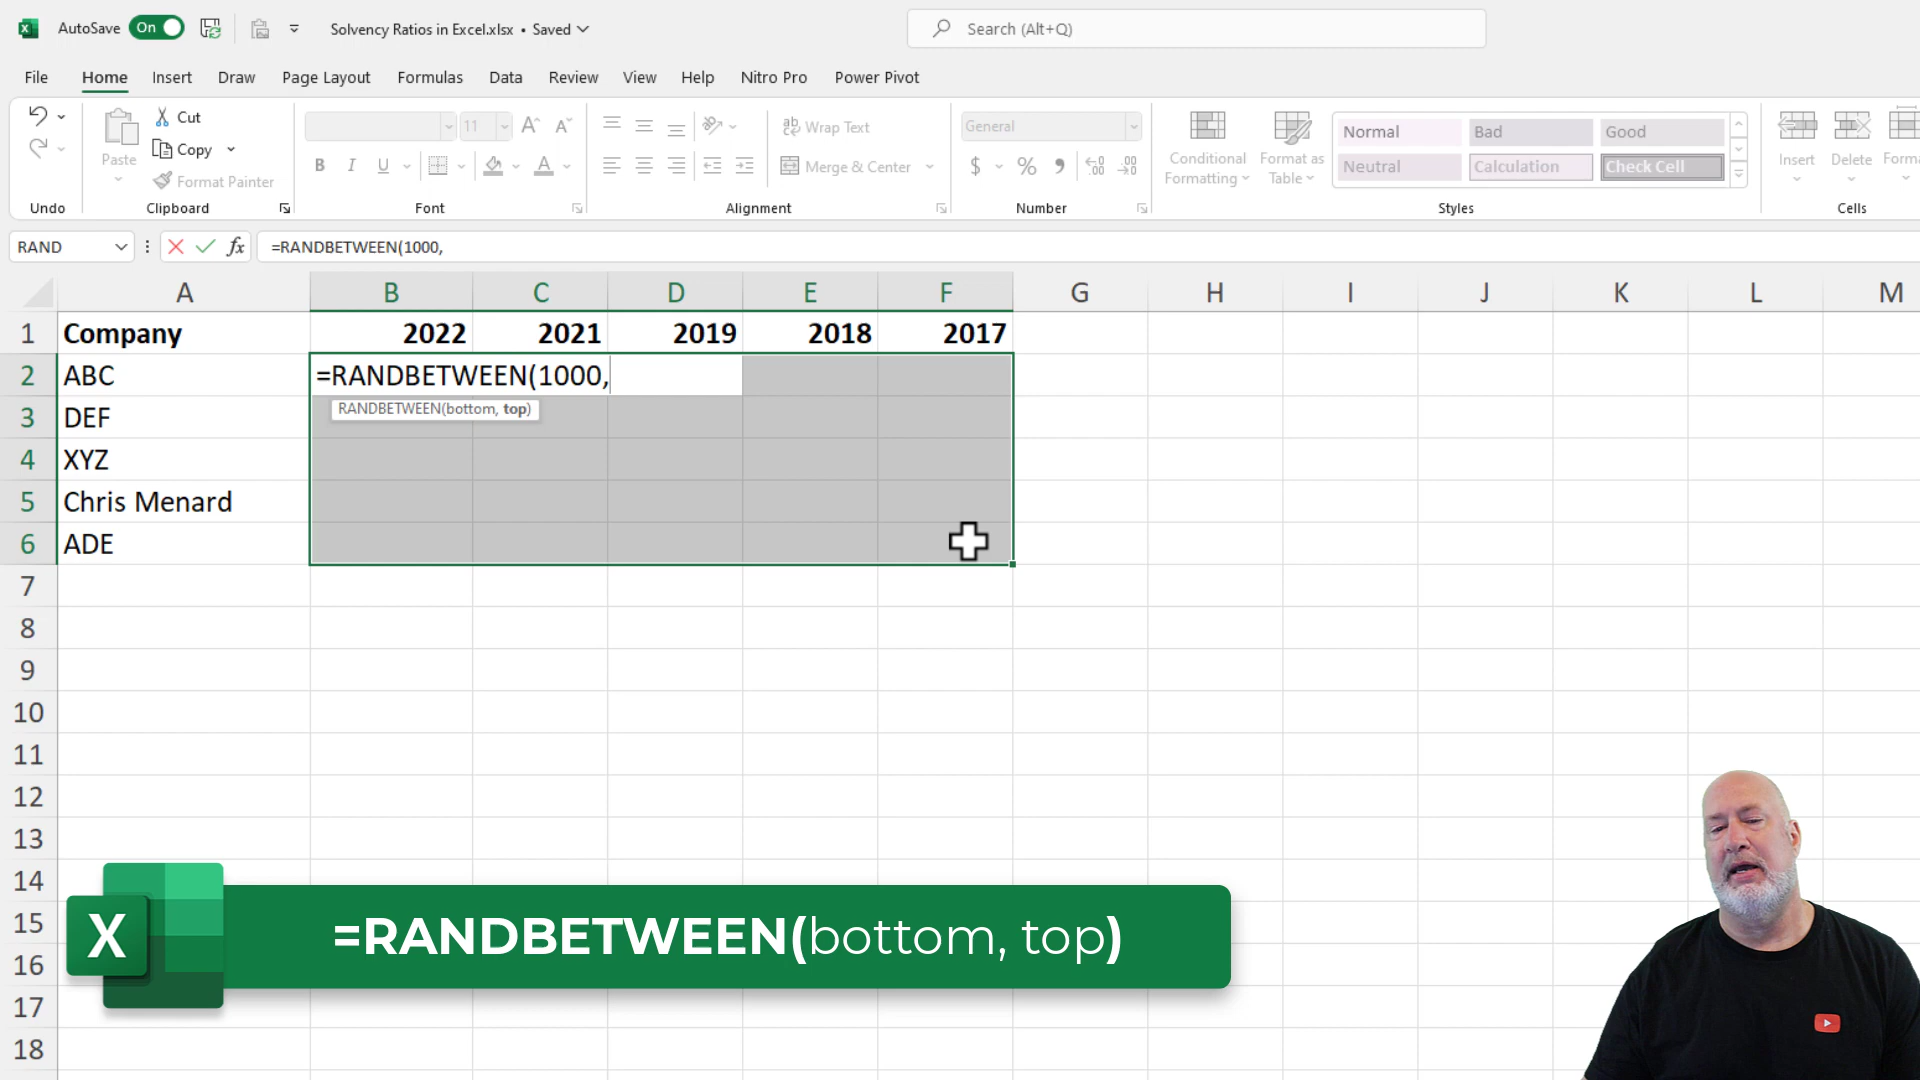 AutoSave On Solvency Ratios in Excel.xlsx • Saved Search (Alt+Q)
File Home Insert Draw Page Layout Formulas Data Review View Help Nitro Pro Power Pivot
Cut
Copy
Format Painter
Paste
11
Wrap Text
Merge & Center
General
Conditional Formatting
Format as Table
Normal Bad Good
Neutral Calculation Check Cell
Insert Delete
Undo Clipboard Font Alignment Number Styles Cells
RAND fx =RANDBETWEEN(1000,
A B C D E F G H I J K L M
1 Company 2022 2021 2019 2018 2017
2 ABC =RANDBETWEEN(1000,
RANDBETWEEN(bottom, top)
3 DEF
4 XYZ
5 Chris Menard
6 ADE
7
8
9
10
11
12
13
14
15
16
17
18
X =RANDBETWEEN(bottom, top)